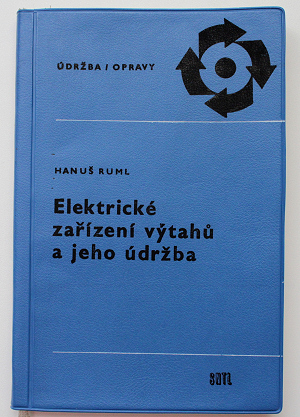 ÚDRŽBA / OPRAVY
HANUŠ RUML
Elektrické
zařízení výtahů
a jeho údržba
SNTL